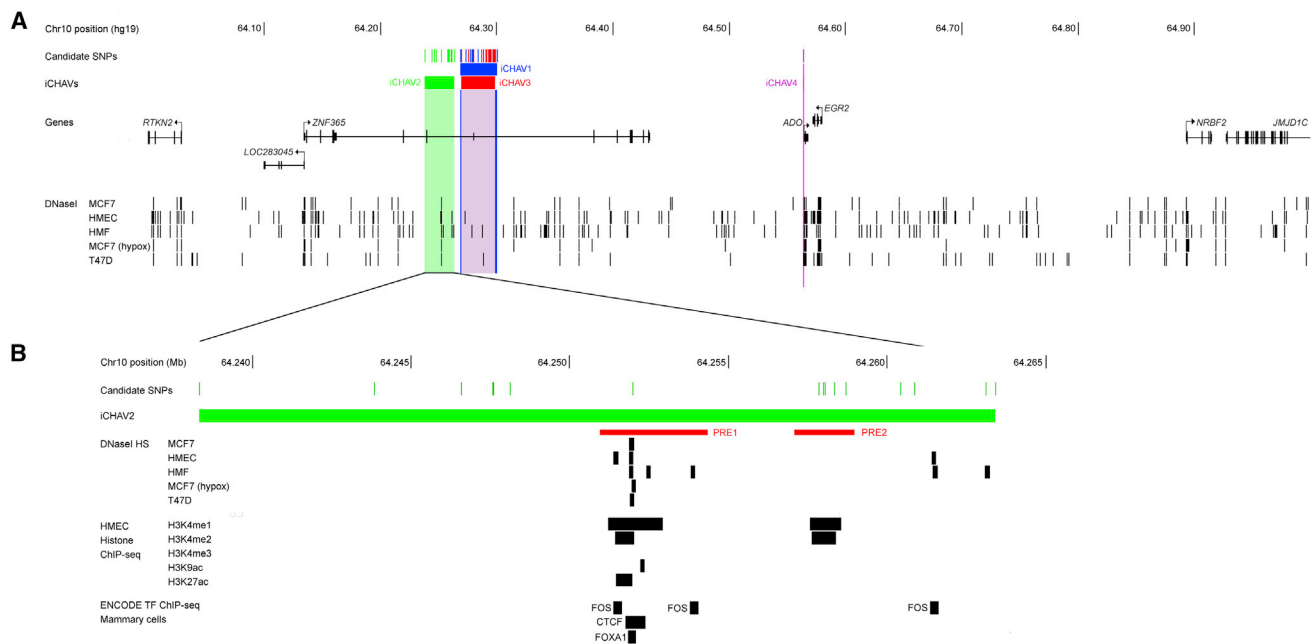 A
Chr10 position (hg19) 64.10 64.20 64.30 64.40 64.50 64.60 64.70 64.80 64.90
Candidate SNPs
iCHAV1
iCHAVs iCHAV2 iCHAV3 iCHAV4
Genes RTKN2 ZNF365 ADO EGR2 NRBF2 JMJD1C
LOC283045
DNaseI MCF7
HMEC
HMF
MCF7 (hypox)
T47D
B
Chr10 position (Mb) 64.240 64.245 64.250 64.255 64.260 64.265
Candidate SNPs
iCHAV2
PRE1 PRE2
DNaseI HS MCF7
HMEC
HMF
MCF7 (hypox)
T47D
HMEC H3K4me1
Histone H3K4me2
ChIP-seq H3K4me3
H3K9ac
H3K27ac
ENCODE TF ChIP-seq FOS FOS FOS
Mammary cells CTCF
FOXA1